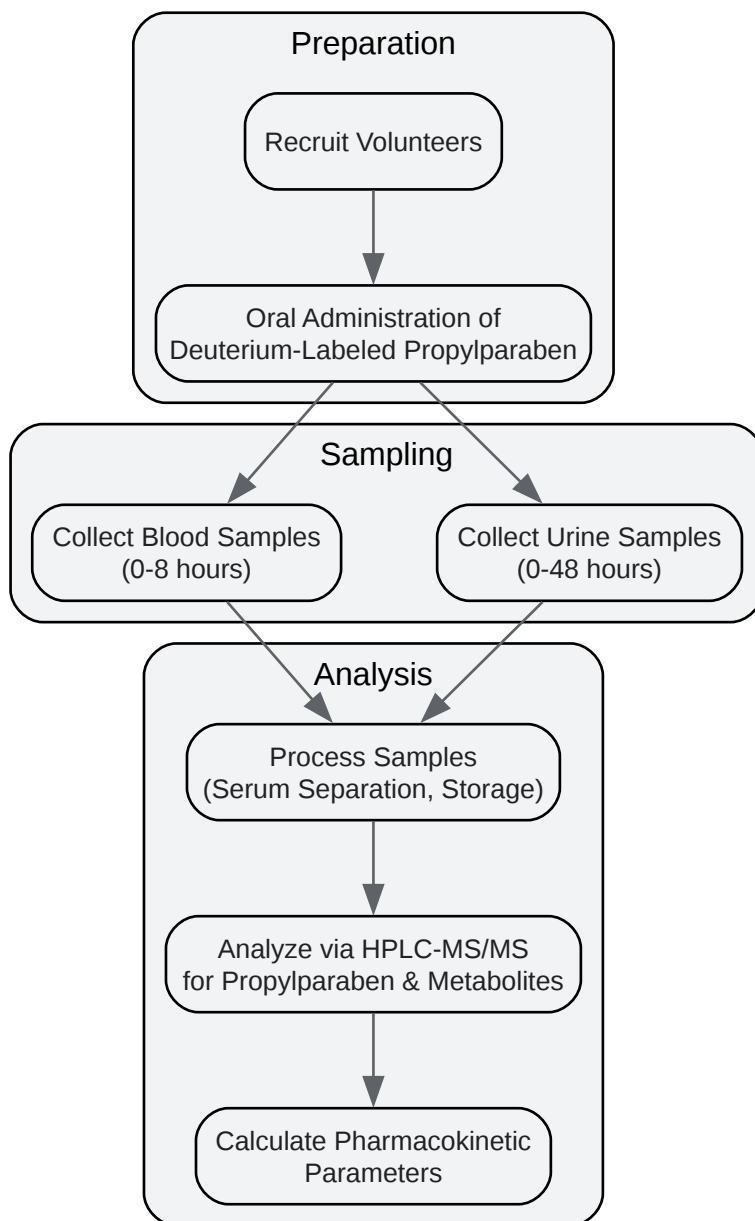 Preparation
Recruit Volunteers
Oral Administration of
Deuterium-Labeled Propylparaben
Sampling
Collect Blood Samples
(0-8 hours)
Collect Urine Samples
(0-48 hours)
Analysis
Process Samples
(Serum Separation, Storage)
Analyze via HPLC-MS/MS
for Propylparaben & Metabolites
Calculate Pharmacokinetic
Parameters